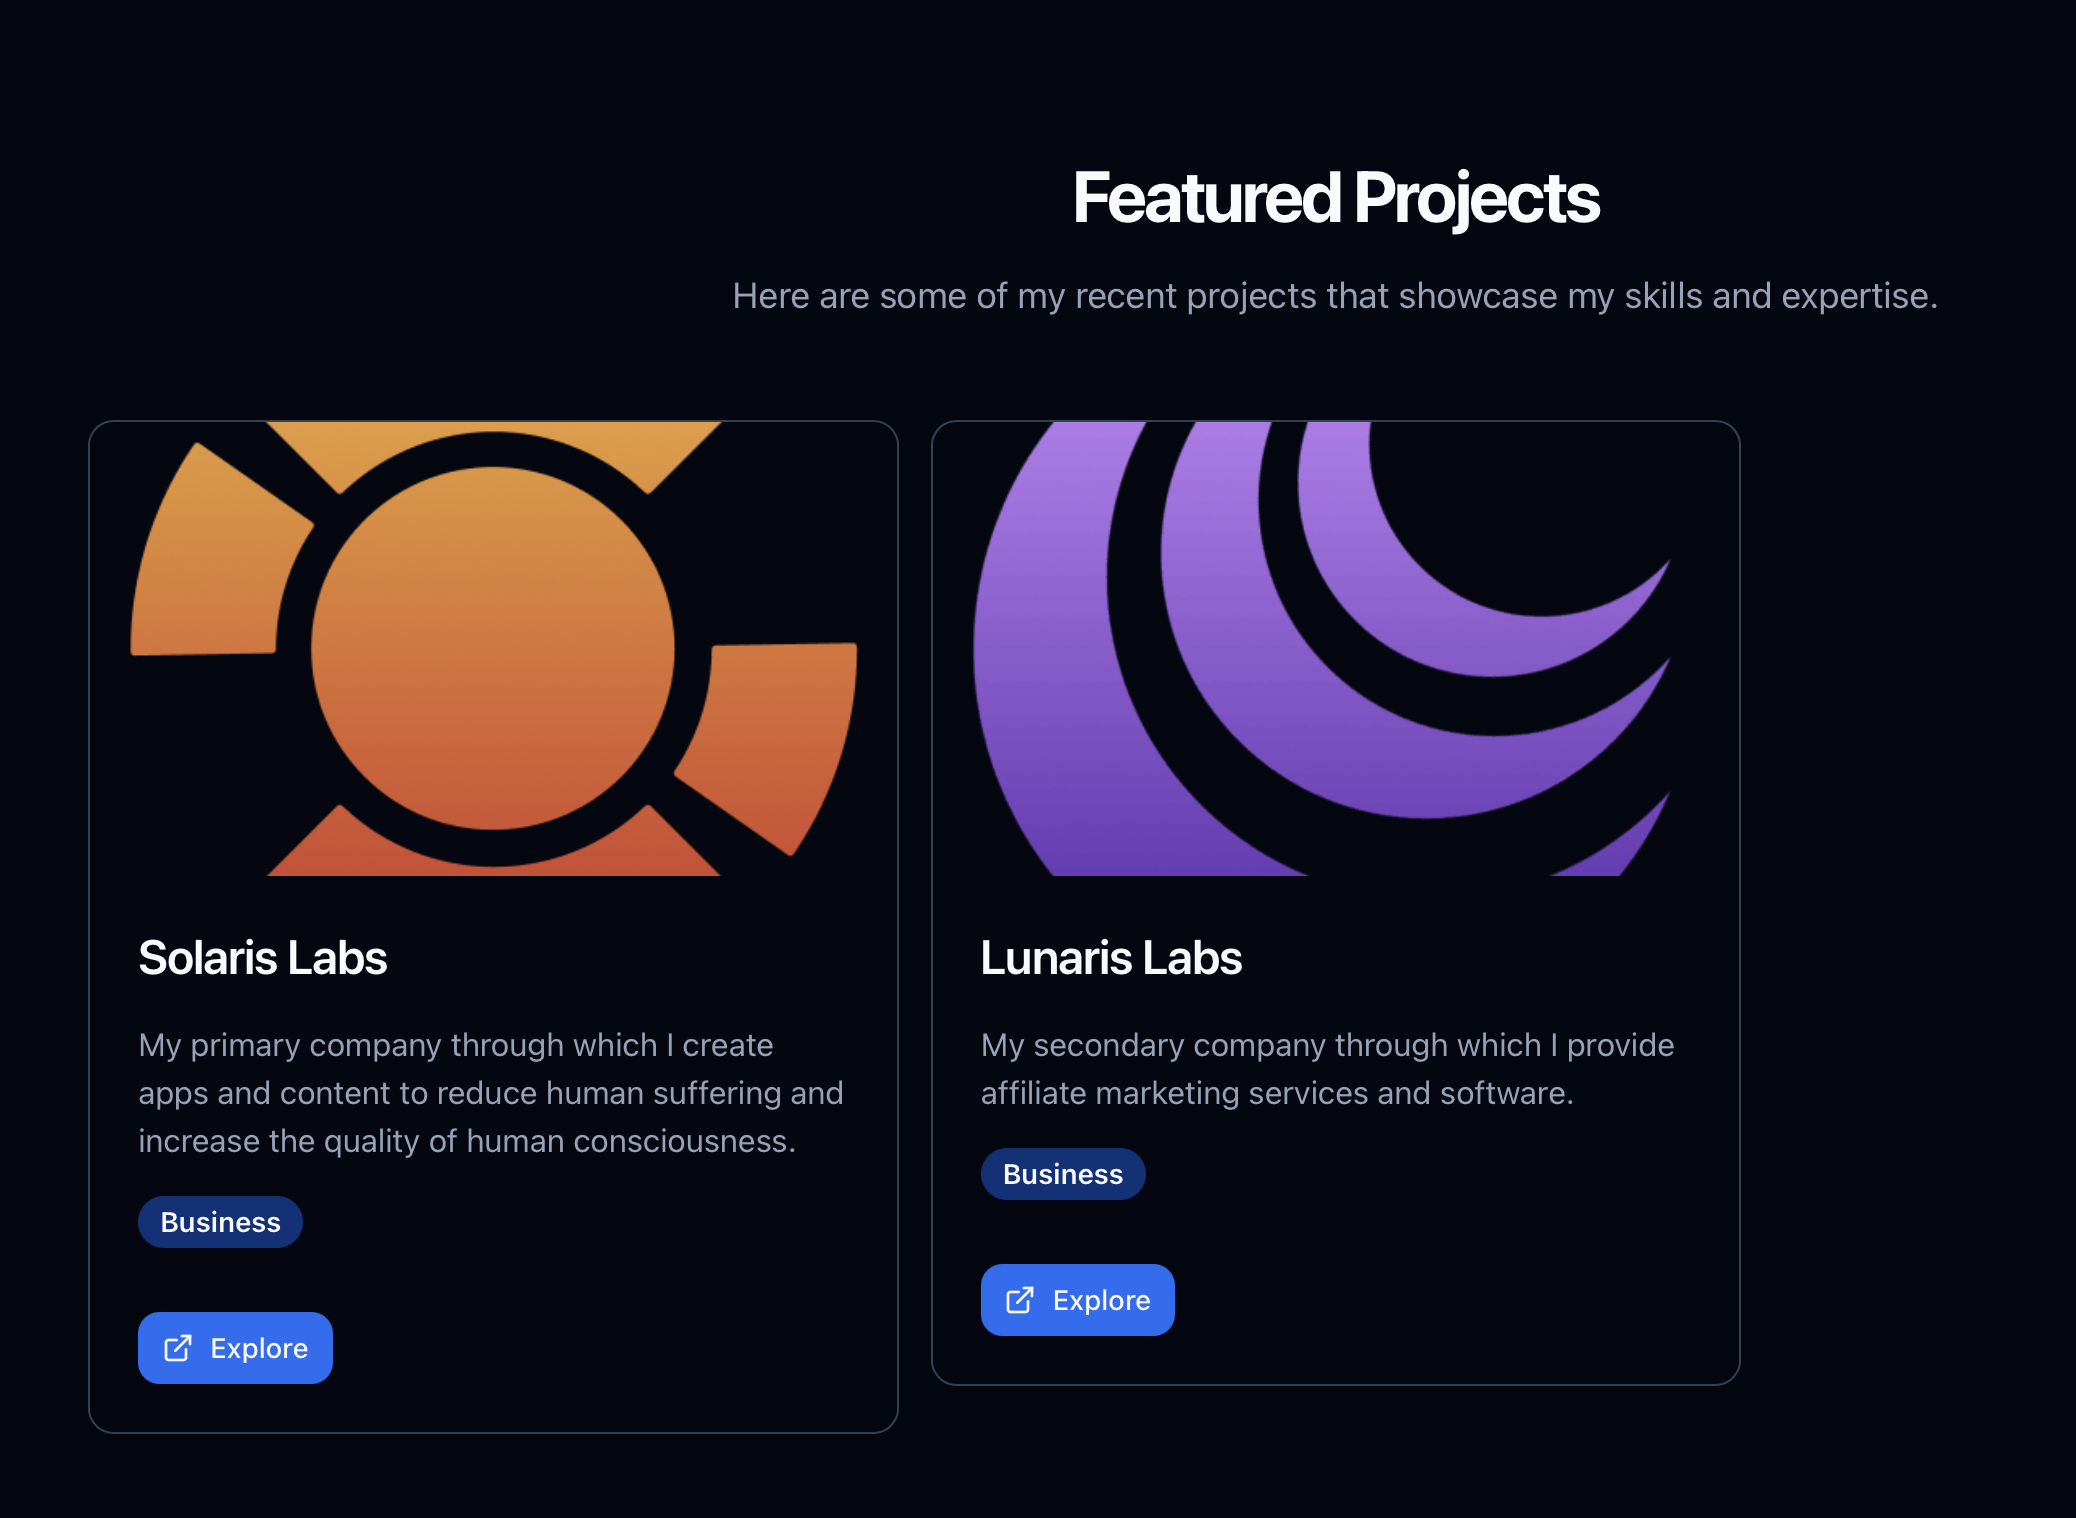 Featured Projects
Here are some of my recent projects that showcase my skills and expertise.
Solaris Labs
My primary company through which I create
apps and content to reduce human suffering and
increase the quality of human consciousness.
Business
Explore
Lunaris Labs
My secondary company through which I provide
affiliate marketing services and software.
Business
Explore